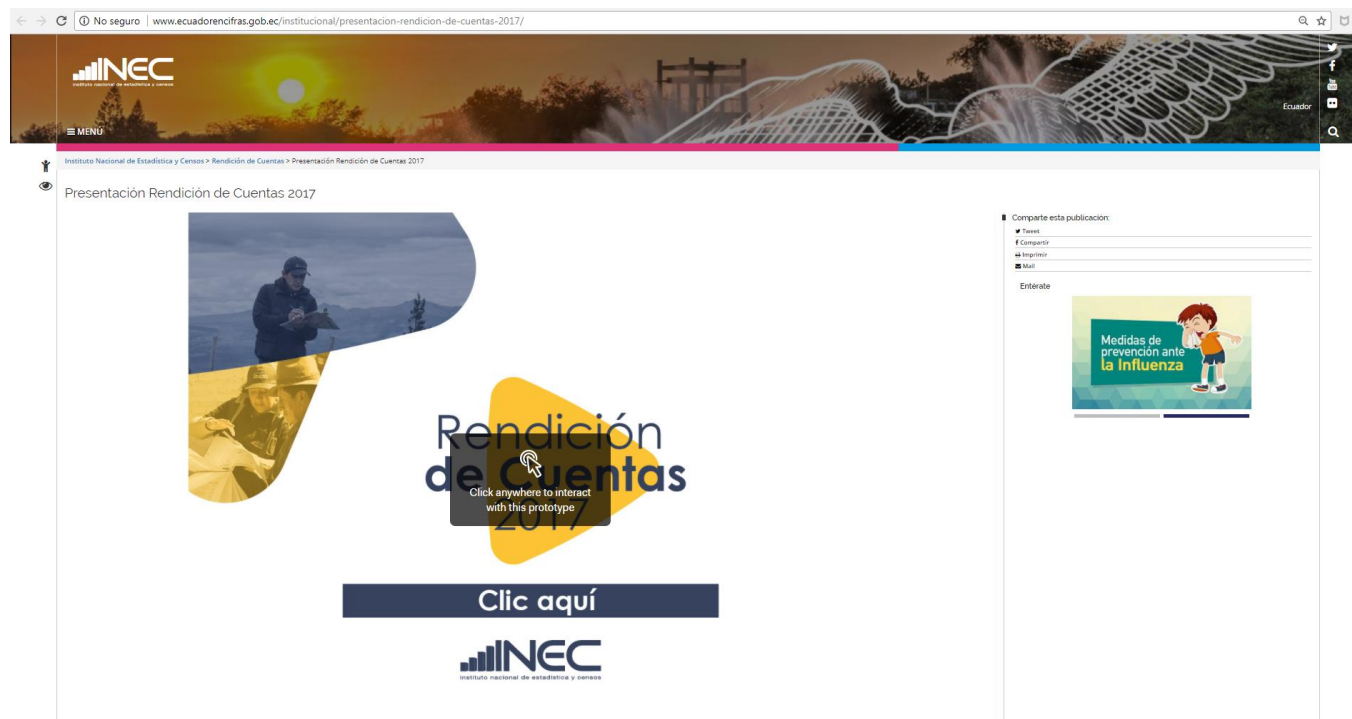 No seguro | www.ecuadorencifras.gob.ec/institucional/presentacion-rendicion-de-cuentas-2017/
INEC
instituto nacional de estadística y censos
Ecuador
MENÚ
Instituto Nacional de Estadística y Censos > Rendición de Cuentas > Presentación Rendición de Cuentas 2017
Presentación Rendición de Cuentas 2017
Comparte esta publicación:
Tweet
Compartir
Imprimir
Mail
Entérate
Medidas de
prevención ante
la Influenza
Rendición
de Cuentas
2017
Click anywhere to interact
with this prototype
Clic aquí
INEC
instituto nacional de estadística y censos